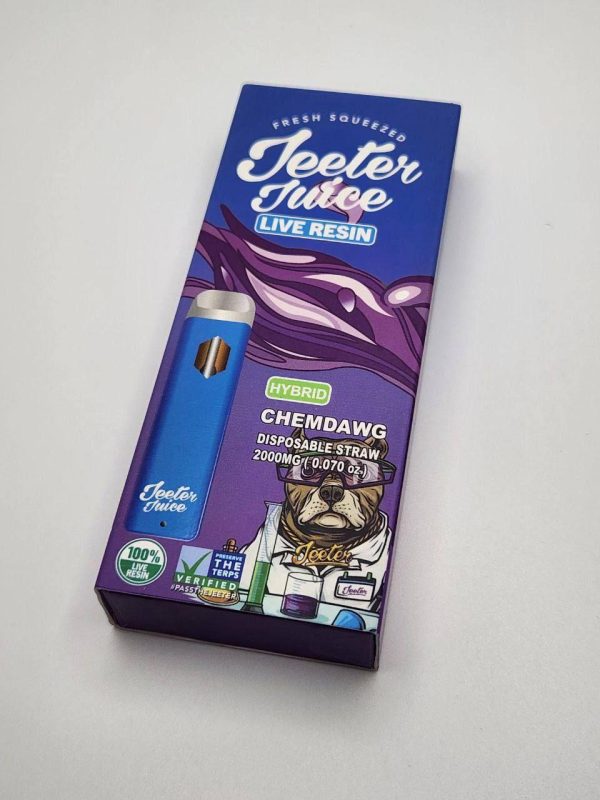 FRESH SQUEEZED
Jeeter
Juice
LIVE RESIN
HYBRID
CHEMDAWG
DISPOSABLE STRAW
2000MG ( 0.070 oz.)
Jeeter
Juice
Jeeter
Jeeter
100%
LIVE
RESIN
VERIFIED
PRESERVE
THE
TERPS
#PASSTHEJEETER